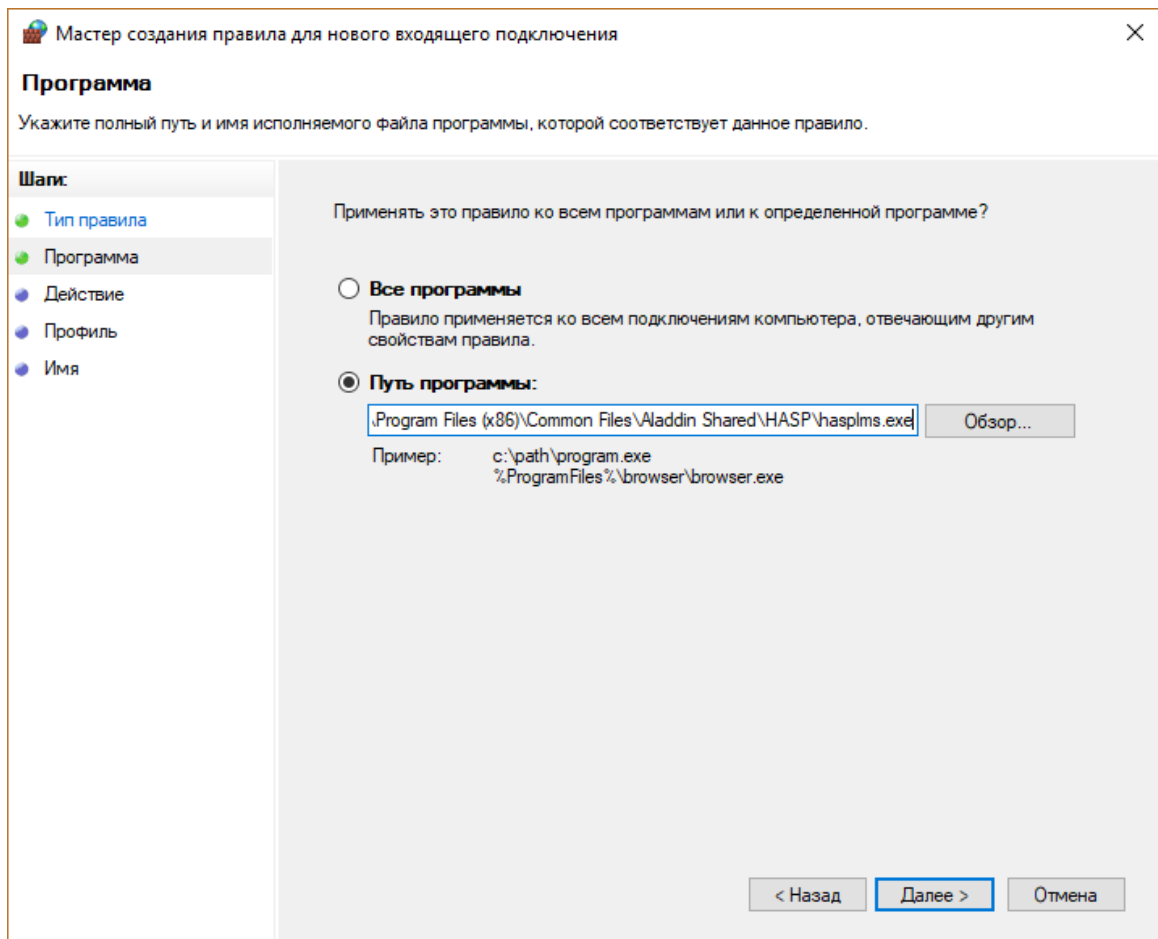 Мастер создания правила для нового входящего подключения
Программа
Укажите полный путь и имя исполняемого файла программы, которой соответствует данное правило.
Шаги:
Тип правила
Программа
Действие
Профиль
Имя
Применять это правило ко всем программам или к определенной программе?
Все программы
Правило применяется ко всем подключениям компьютера, отвечающим другим
свойствам правила.
Путь программы:
\Program Files (x86)\Common Files\Aladdin Shared\HASP\hasplms.exe
Обзор...
Пример: c:\path\program.exe
%ProgramFiles%\browser\browser.exe
< Назад
Далее >
Отмена